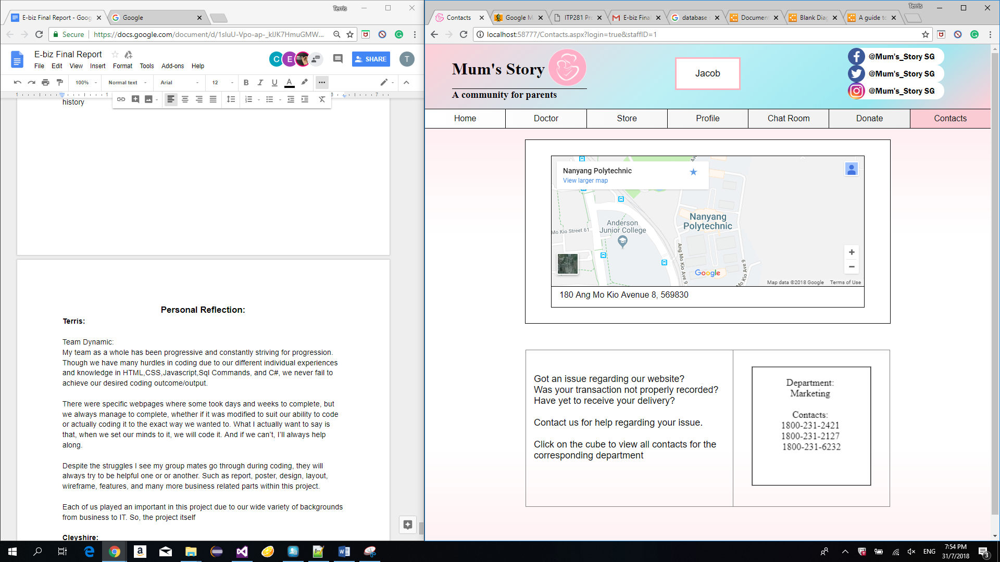 Terris
E-biz Final Report - Goog
Google
Secure
https://docs.google.com/document/d/1sluU-Vpo-ap-_klJK7HmuGMW...
E-biz Final Report
C
E
SHARE
T
File Edit View Insert Format Tools Add-ons Help
100% Normal text Arial 12 B I U A
1 1 6 7
history
Personal Reflection:
Terris:
Team Dynamic:
My team as a whole has been progressive and constantly striving for progression.
Though we have many hurdles in coding due to our different individual experiences
and knowledge in HTML,CSS,Javascript,Sql Commands, and C#, we never fail to
achieve our desired coding outcome/output.
There were specific webpages where some took days and weeks to complete, but
we always manage to complete, whether if it was modified to suit our ability to code
or actually coding it to the exact way we wanted to. What I actually want to say is
that, when we set our minds to it, we will code it. And if we can't, I'll always help
along.
Despite the struggles I see my group mates go through during coding, they will
always try to be helpful one or or another. Such as report, poster, design, layout,
wireframe, features, and many more business related parts within this project.
Each of us played an important in this project due to our wide variety of backgrounds
from business to IT. So, the project itself
Cleyshire:
Terris
Contacts
Google M
ITP281 Pro
E-biz Final
database s
Document
Blank Diag
A guide to
localhost:58777/Contacts.aspx?login=true&staffID=1
Mum's Story
A community for parents
Jacob
@Mum's_Story SG
@Mum's_Story SG
@Mum's_Story SG
Home Doctor Store Profile Chat Room Donate Contacts
Nanyang Polytechnic
View larger map
Anderson
Junior College
Nanyang
Polytechnic
Mo Kio Street 61
Ang Mo Kio Ave 9
Mo Kio Ave 9
Google
Map data ©2018 Google Terms of Use
180 Ang Mo Kio Avenue 8, 569830
Got an issue regarding our website?
Was your transaction not properly recorded?
Have yet to receive your delivery?
Contact us for help regarding your issue.
Click on the cube to view all contacts for the
corresponding department
Department:
Marketing
Contacts:
1800-231-2421
1800-231-2127
1800-231-6232
ENG
7:54 PM
31/7/2018
3